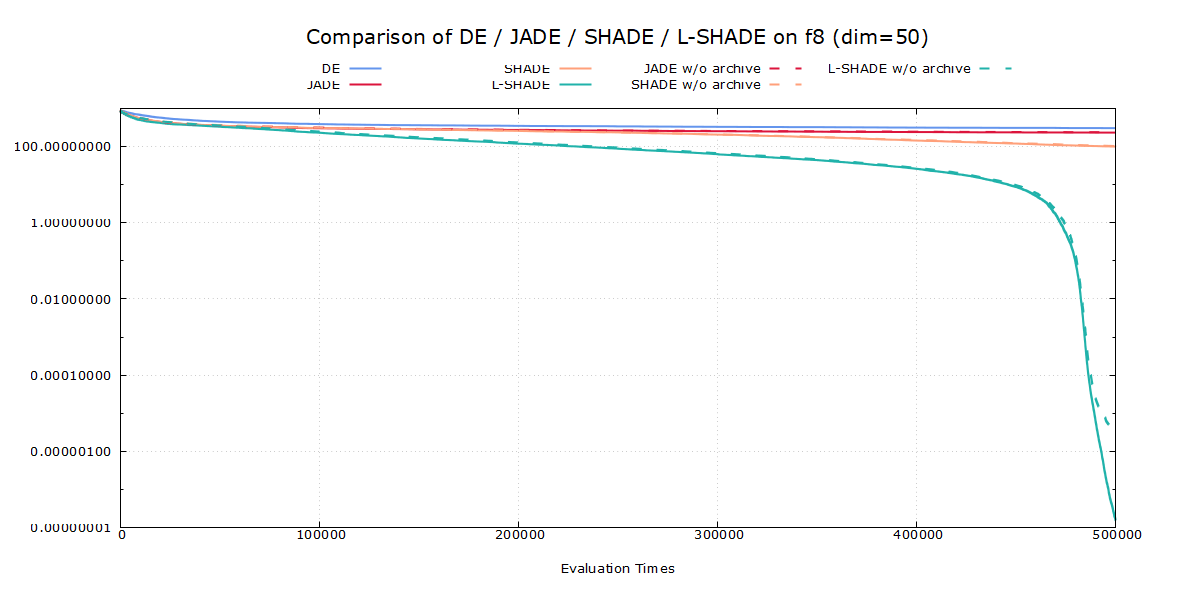 Comparison of DE / JADE / SHADE / L-SHADE on f8 (dim=50)
DE SHADE JADE w/o archive L-SHADE w/o archive
JADE L-SHADE SHADE w/o archive
100.00000000
1.00000000
0.01000000
0.00010000
0.00000100
0.00000001
0 100000 200000 300000 400000 500000
Evaluation Times